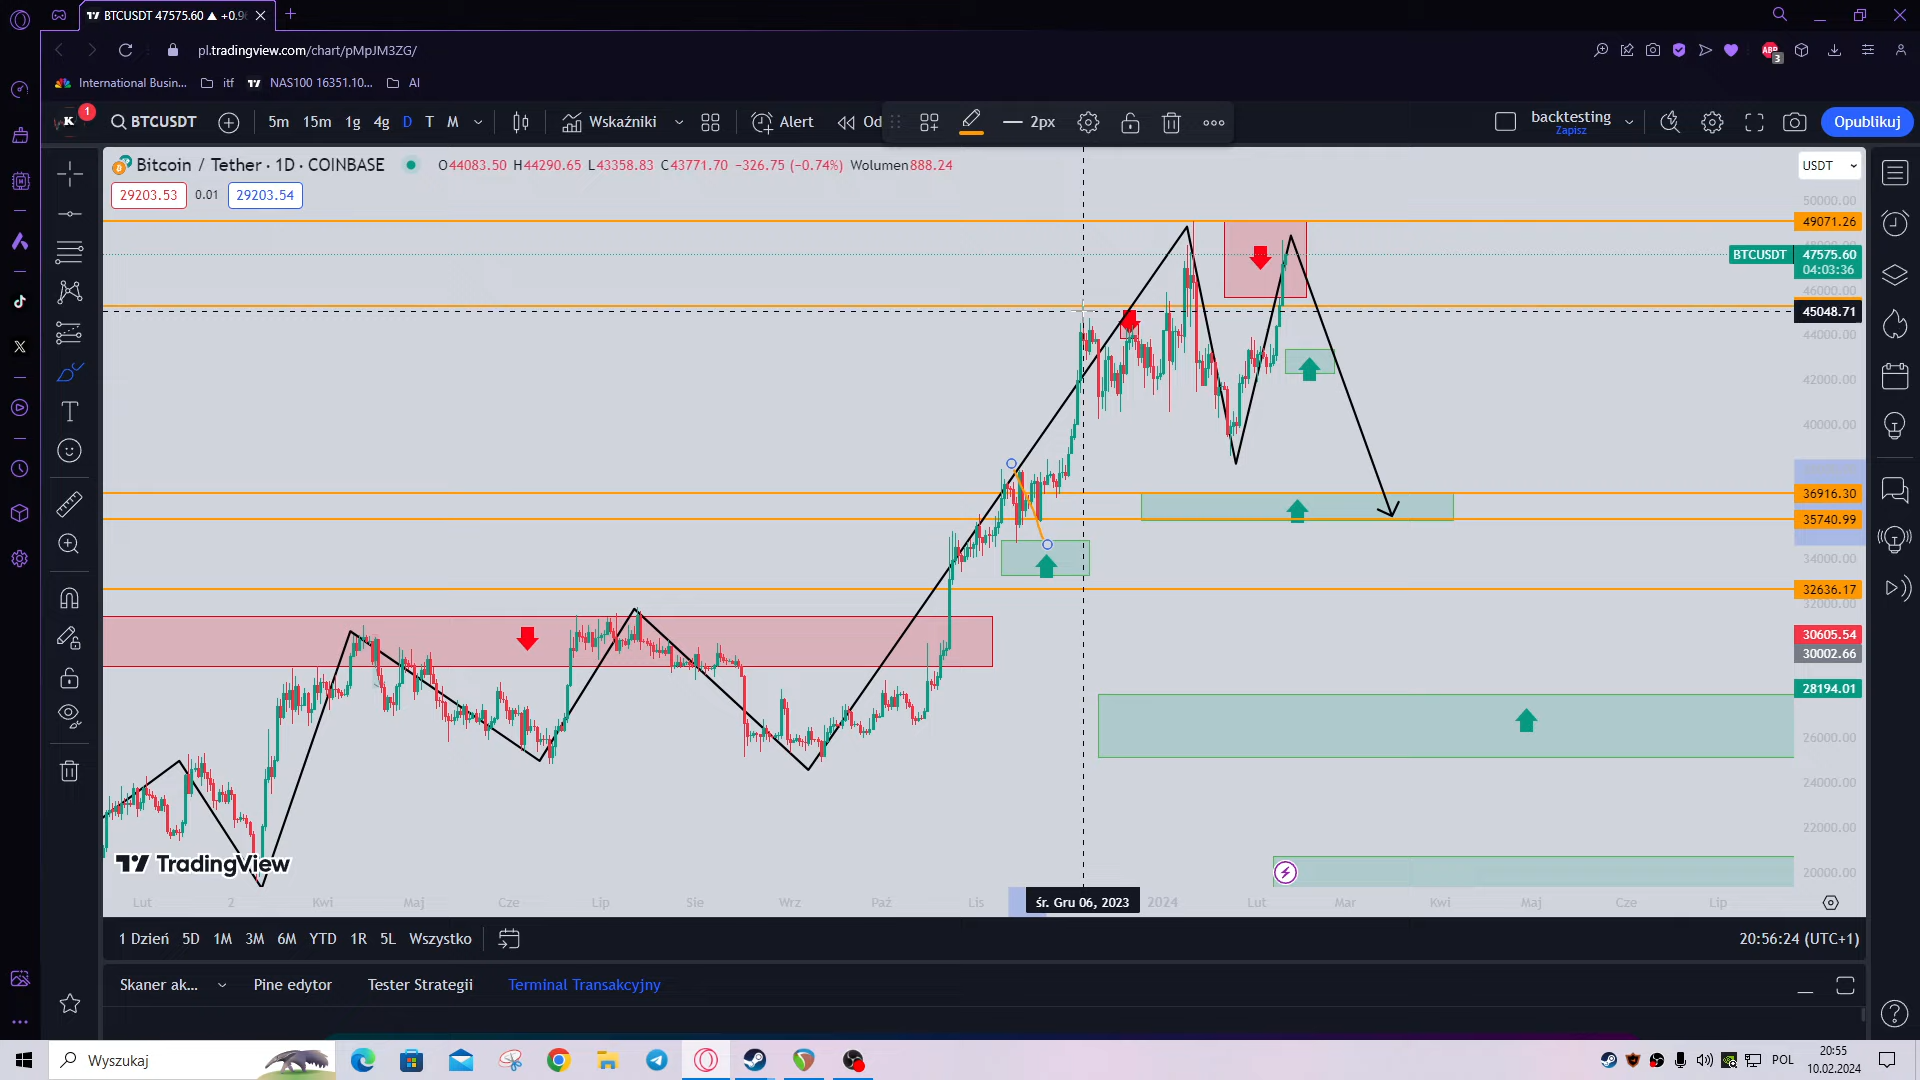 BTCUSDT 47575.60 ▲ +0.9
pl.tradingview.com/chart/pMpJM3ZG/
International Busin... itf NAS100 16351.10... AI
1 K BTCUSDT 5m 15m 1g 4g D T M Wskaźniki Alert Od 2px backtesting Zapisz Opublikuj
Bitcoin / Tether · 1D · COINBASE O44083.50 H44290.65 L43358.83 C43771.70 −326.75 (−0.74%) Wolumen888.24 USDT
29203.53 0.01 29203.54
50000.00
49071.26
BTCUSDT 47575.60
04:03:36
46000.00
45048.71
44000.00
42000.00
40000.00
36916.30
35740.99
34000.00
32636.17
32000.00
30605.54
30002.66
28194.01
26000.00
24000.00
22000.00
20000.00
TradingView
Lut 2 Kwi Maj Cze Lip Sie Wrz Paź Lis śr. Gru 06, 2023 2024 Lut Mar Kwi Maj Cze Lip
1 Dzień 5D 1M 3M 6M YTD 1R 5L Wszystko 20:56:24 (UTC+1)
Skaner ak... Pine edytor Tester Strategii Terminal Transakcyjny
Wyszukaj POL 20:55
10.02.2024